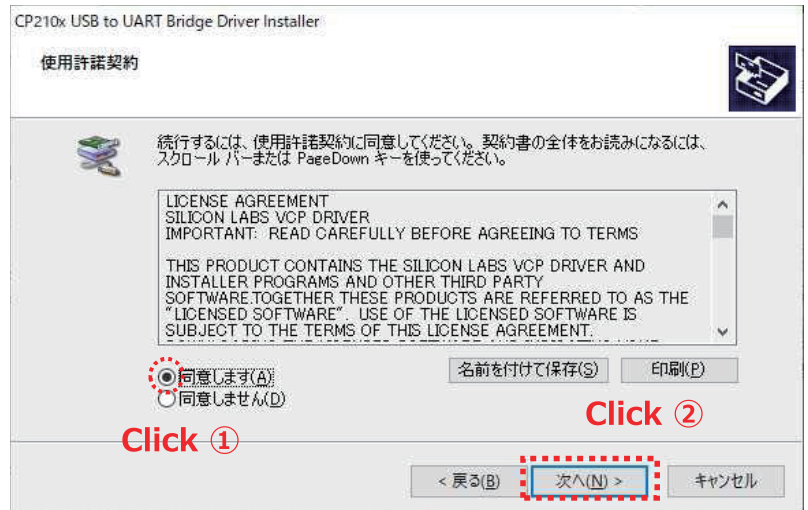 CP210x USB to UART Bridge Driver Installer
使用許諾契約
続行するには、使用許諾契約に同意してください。契約書の全体をお読みになるには、
スクロール バーまたは PageDown キーを使ってください。
LICENSE AGREEMENT
SILICON LABS VCP DRIVER
IMPORTANT: READ CAREFULLY BEFORE AGREEING TO TERMS
THIS PRODUCT CONTAINS THE SILICON LABS VCP DRIVER AND
INSTALLER PROGRAMS AND OTHER THIRD PARTY
SOFTWARE.TOGETHER THESE PRODUCTS ARE REFERRED TO AS THE
"LICENSED SOFTWARE". USE OF THE LICENSED SOFTWARE IS
SUBJECT TO THE TERMS OF THIS LICENSE AGREEMENT.
同意します(A)
名前を付けて保存(S) 印刷(P)
同意しません(D)
Click ②
Click ①
< 戻る(B) 次へ(N) > キャンセル